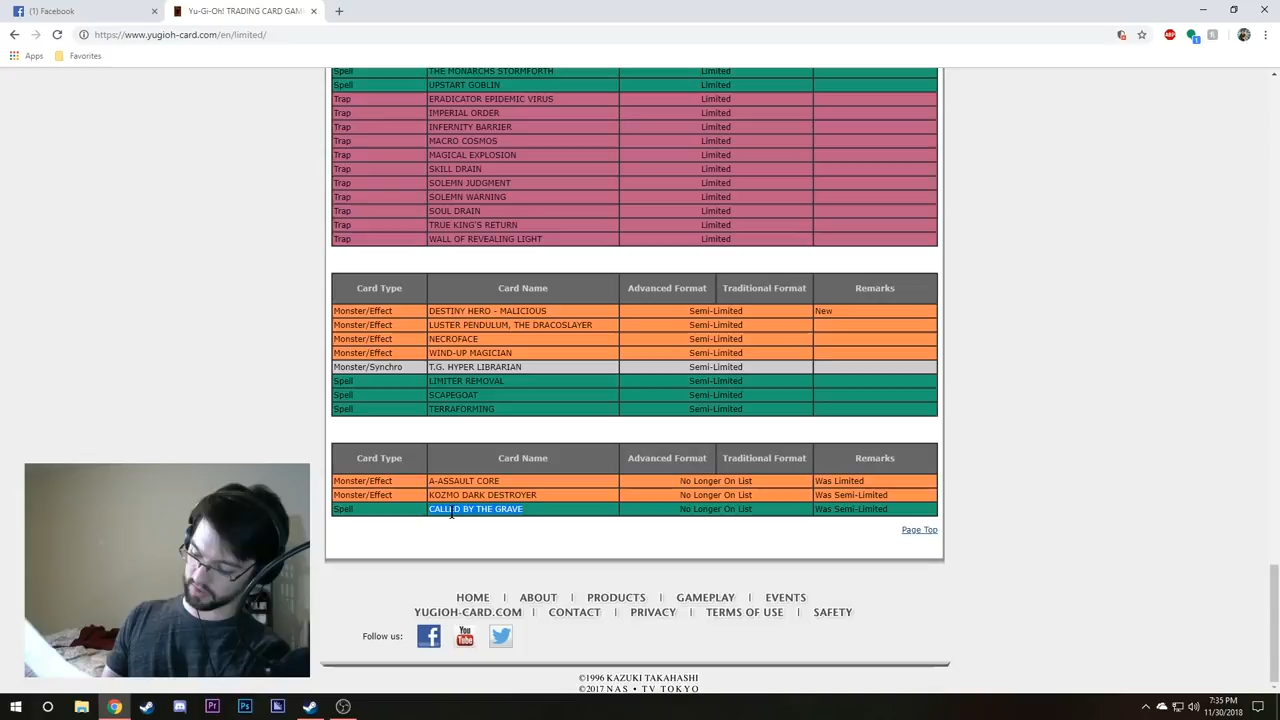 (1) Facebook
Yu-Gi-Oh! TRADING CARD GAM
https://www.yugioh-card.com/en/limited/
Apps Favorites
Spell THE MONARCHS STORMFORTH Limited
Spell UPSTART GOBLIN Limited
Trap ERADICATOR EPIDEMIC VIRUS Limited
Trap IMPERIAL ORDER Limited
Trap INFERNITY BARRIER Limited
Trap MACRO COSMOS Limited
Trap MAGICAL EXPLOSION Limited
Trap SKILL DRAIN Limited
Trap SOLEMN JUDGMENT Limited
Trap SOLEMN WARNING Limited
Trap SOUL DRAIN Limited
Trap TRUE KING'S RETURN Limited
Trap WALL OF REVEALING LIGHT Limited
Card Type Card Name Advanced Format Traditional Format Remarks
Monster/Effect DESTINY HERO - MALICIOUS Semi-Limited New
Monster/Effect LUSTER PENDULUM, THE DRACOSLAYER Semi-Limited
Monster/Effect NECROFACE Semi-Limited
Monster/Effect WIND-UP MAGICIAN Semi-Limited
Monster/Synchro T.G. HYPER LIBRARIAN Semi-Limited
Spell LIMITER REMOVAL Semi-Limited
Spell SCAPEGOAT Semi-Limited
Spell TERRAFORMING Semi-Limited
Card Type Card Name Advanced Format Traditional Format Remarks
Monster/Effect A-ASSAULT CORE No Longer On List Was Limited
Monster/Effect KOZMO DARK DESTROYER No Longer On List Was Semi-Limited
Spell CALLED BY THE GRAVE No Longer On List Was Semi-Limited
Page Top
HOME | ABOUT | PRODUCTS | GAMEPLAY | EVENTS
YUGIOH-CARD.COM | CONTACT | PRIVACY | TERMS OF USE | SAFETY
Follow us: f You Tube
©1996 KAZUKI TAKAHASHI
©2017 NAS • TV TOKYO
Pr Ps
7:35 PM
11/30/2018